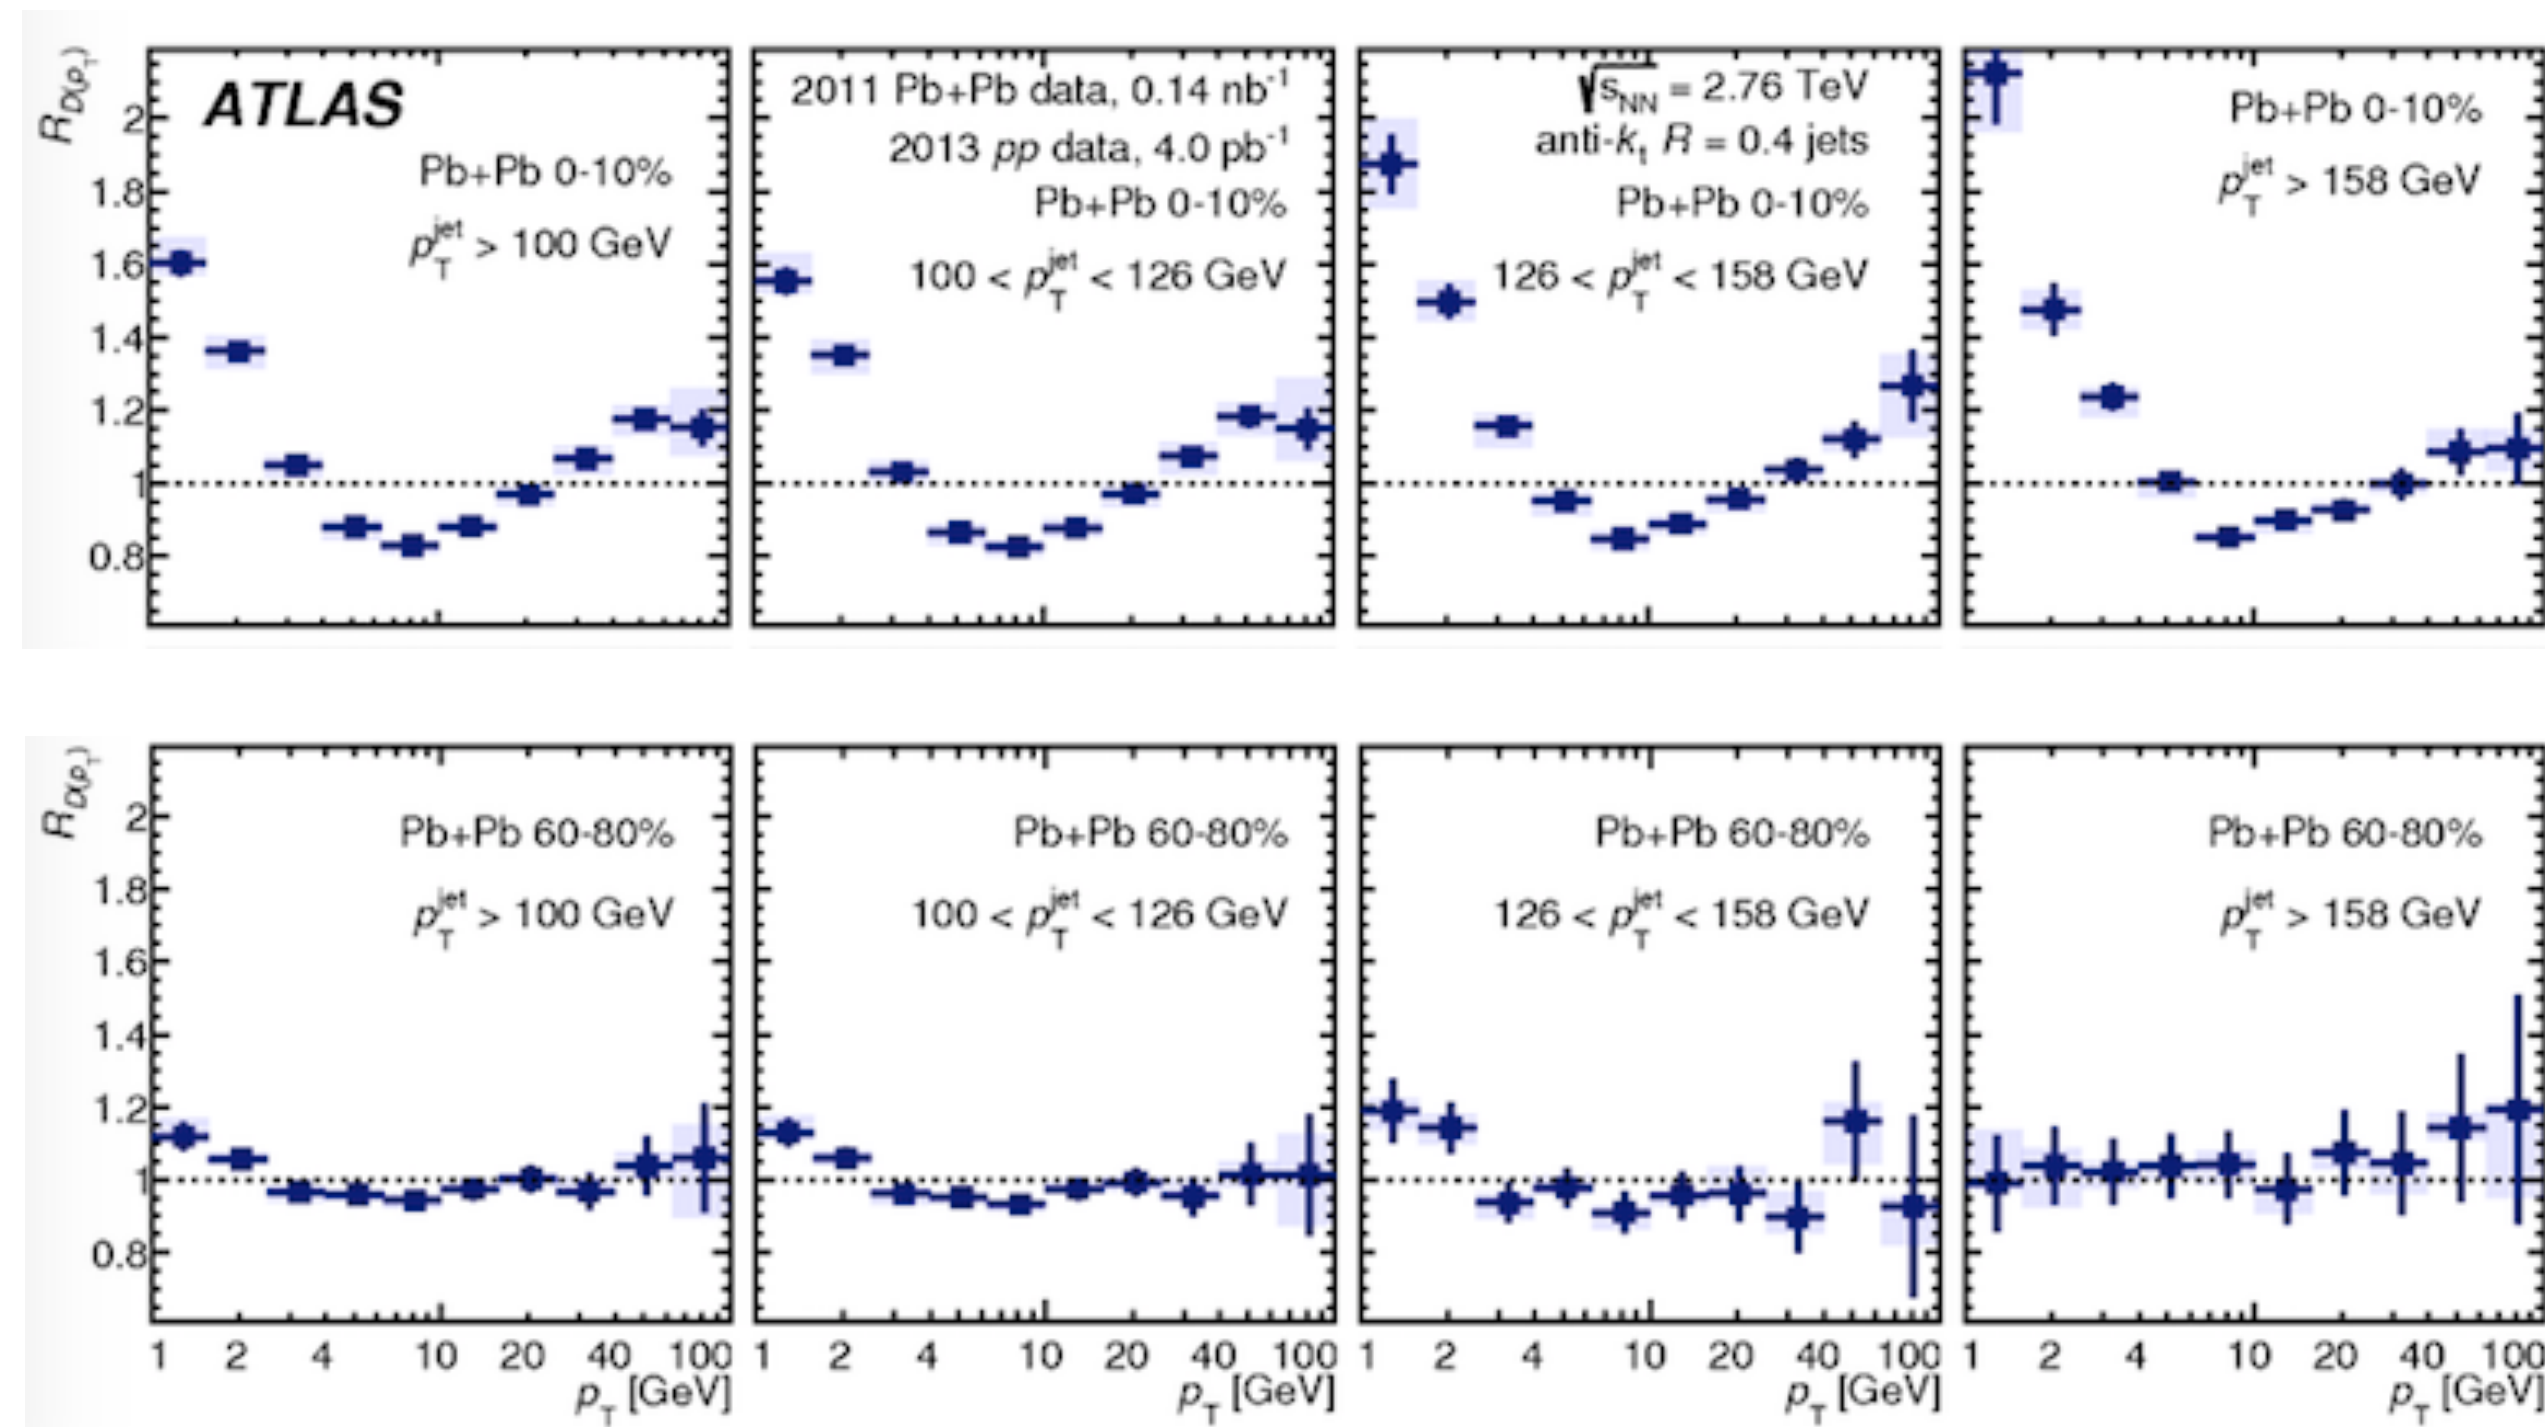 R_D(p_T)
2
1.8
1.6
1.4
1.2
1
0.8
ATLAS
Pb+Pb 0-10%
p_T^jet > 100 GeV
2011 Pb+Pb data, 0.14 nb^-1
2013 pp data, 4.0 pb^-1
Pb+Pb 0-10%
100 < p_T^jet < 126 GeV
√s_NN = 2.76 TeV
anti-k_t R = 0.4 jets
Pb+Pb 0-10%
126 < p_T^jet < 158 GeV
Pb+Pb 0-10%
p_T^jet > 158 GeV
R_D(p_T)
2
1.8
1.6
1.4
1.2
1
0.8
Pb+Pb 60-80%
p_T^jet > 100 GeV
Pb+Pb 60-80%
100 < p_T^jet < 126 GeV
Pb+Pb 60-80%
126 < p_T^jet < 158 GeV
Pb+Pb 60-80%
p_T^jet > 158 GeV
1 2 4 10 20 40 100
p_T [GeV]
1 2 4 10 20 40 100
p_T [GeV]
1 2 4 10 20 40 100
p_T [GeV]
1 2 4 10 20 40 100
p_T [GeV]